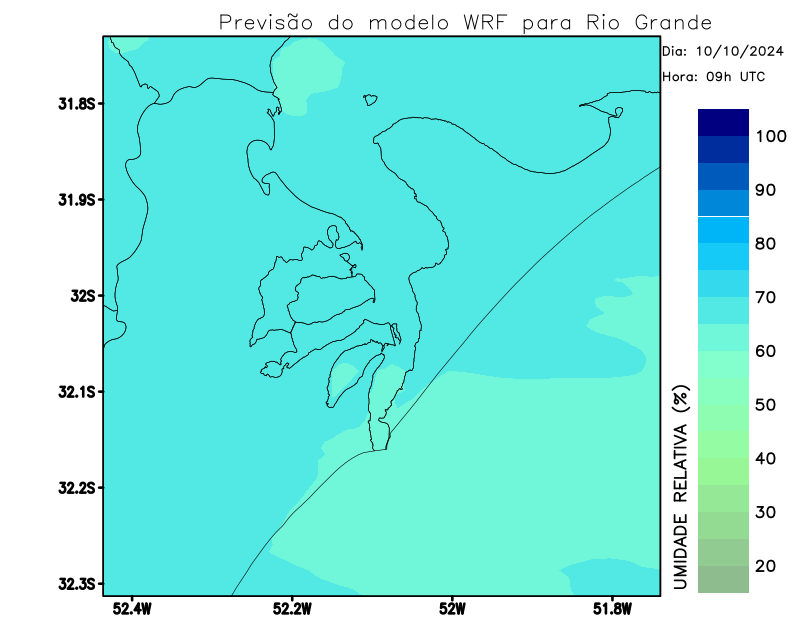 Previsão do modelo WRF para Rio Grande
Dia: 10/10/2024
Hora: 09h UTC
31.8S
31.9S
32S
32.1S
32.2S
32.3S
52.4W
52.2W
52W
51.8W
100
90
80
70
60
50
40
30
20
UMIDADE RELATIVA (%)